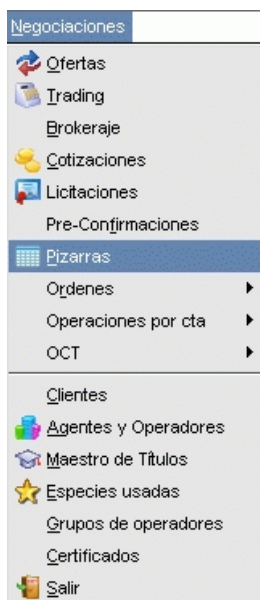 Negociaciones
Ofertas
Trading
Brokeraje
Cotizaciones
Licitaciones
Pre-Confirmaciones
Pizarras
Ordenes
Operaciones por cta
OCT
Clientes
Agentes y Operadores
Maestro de Títulos
Especies usadas
Grupos de operadores
Certificados
Salir